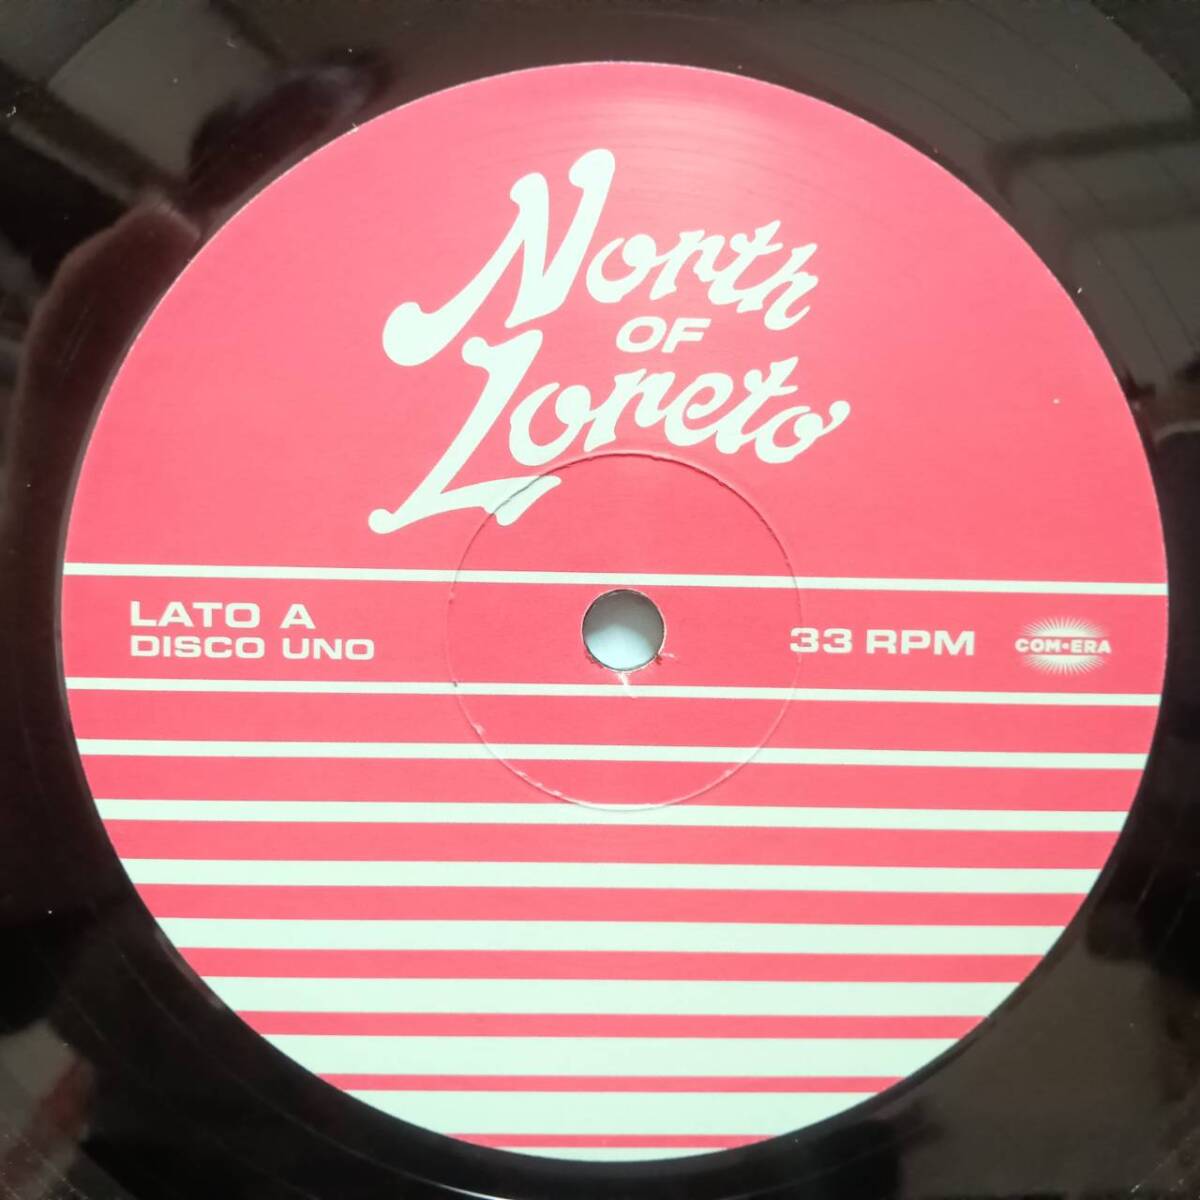 North
OF
Loreto
LATO A
DISCO UNO
33 RPM
COM•ERA